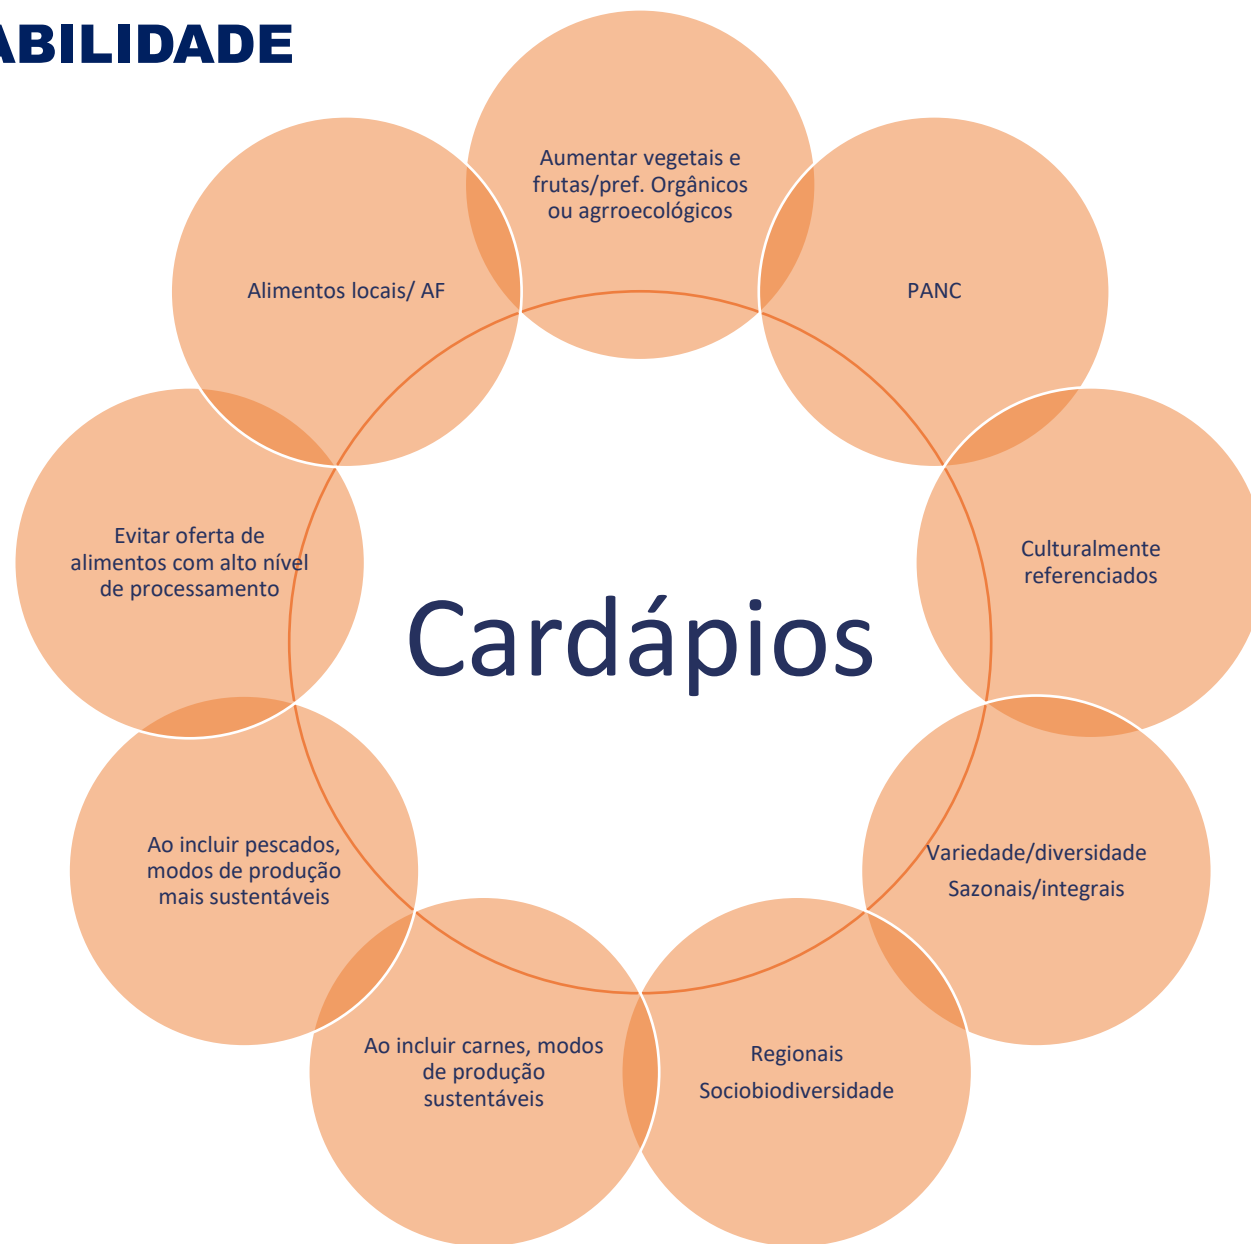 ABILIDADE
Aumentar vegetais e
frutas/pref. Orgânicos
ou agrroecológicos
PANC
Culturalmente
referenciados
Variedade/diversidade
Sazonais/integrais
Regionais
Sociobiodiversidade
Ao incluir carnes, modos
de produção
sustentáveis
Ao incluir pescados,
modos de produção
mais sustentáveis
Evitar oferta de
alimentos com alto nível
de processamento
Alimentos locais/ AF
Cardápios